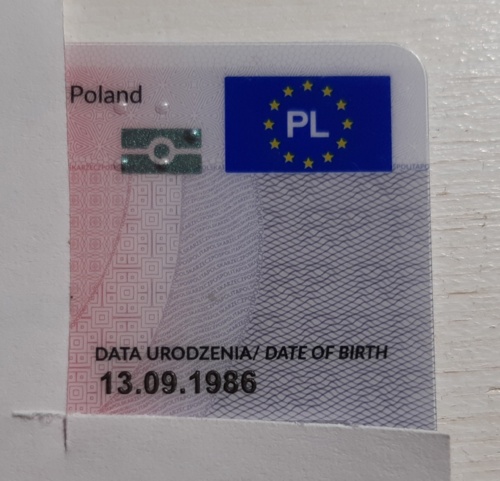 Poland
PL
DATA URODZENIA/ DATE OF BIRTH
13.09.1986